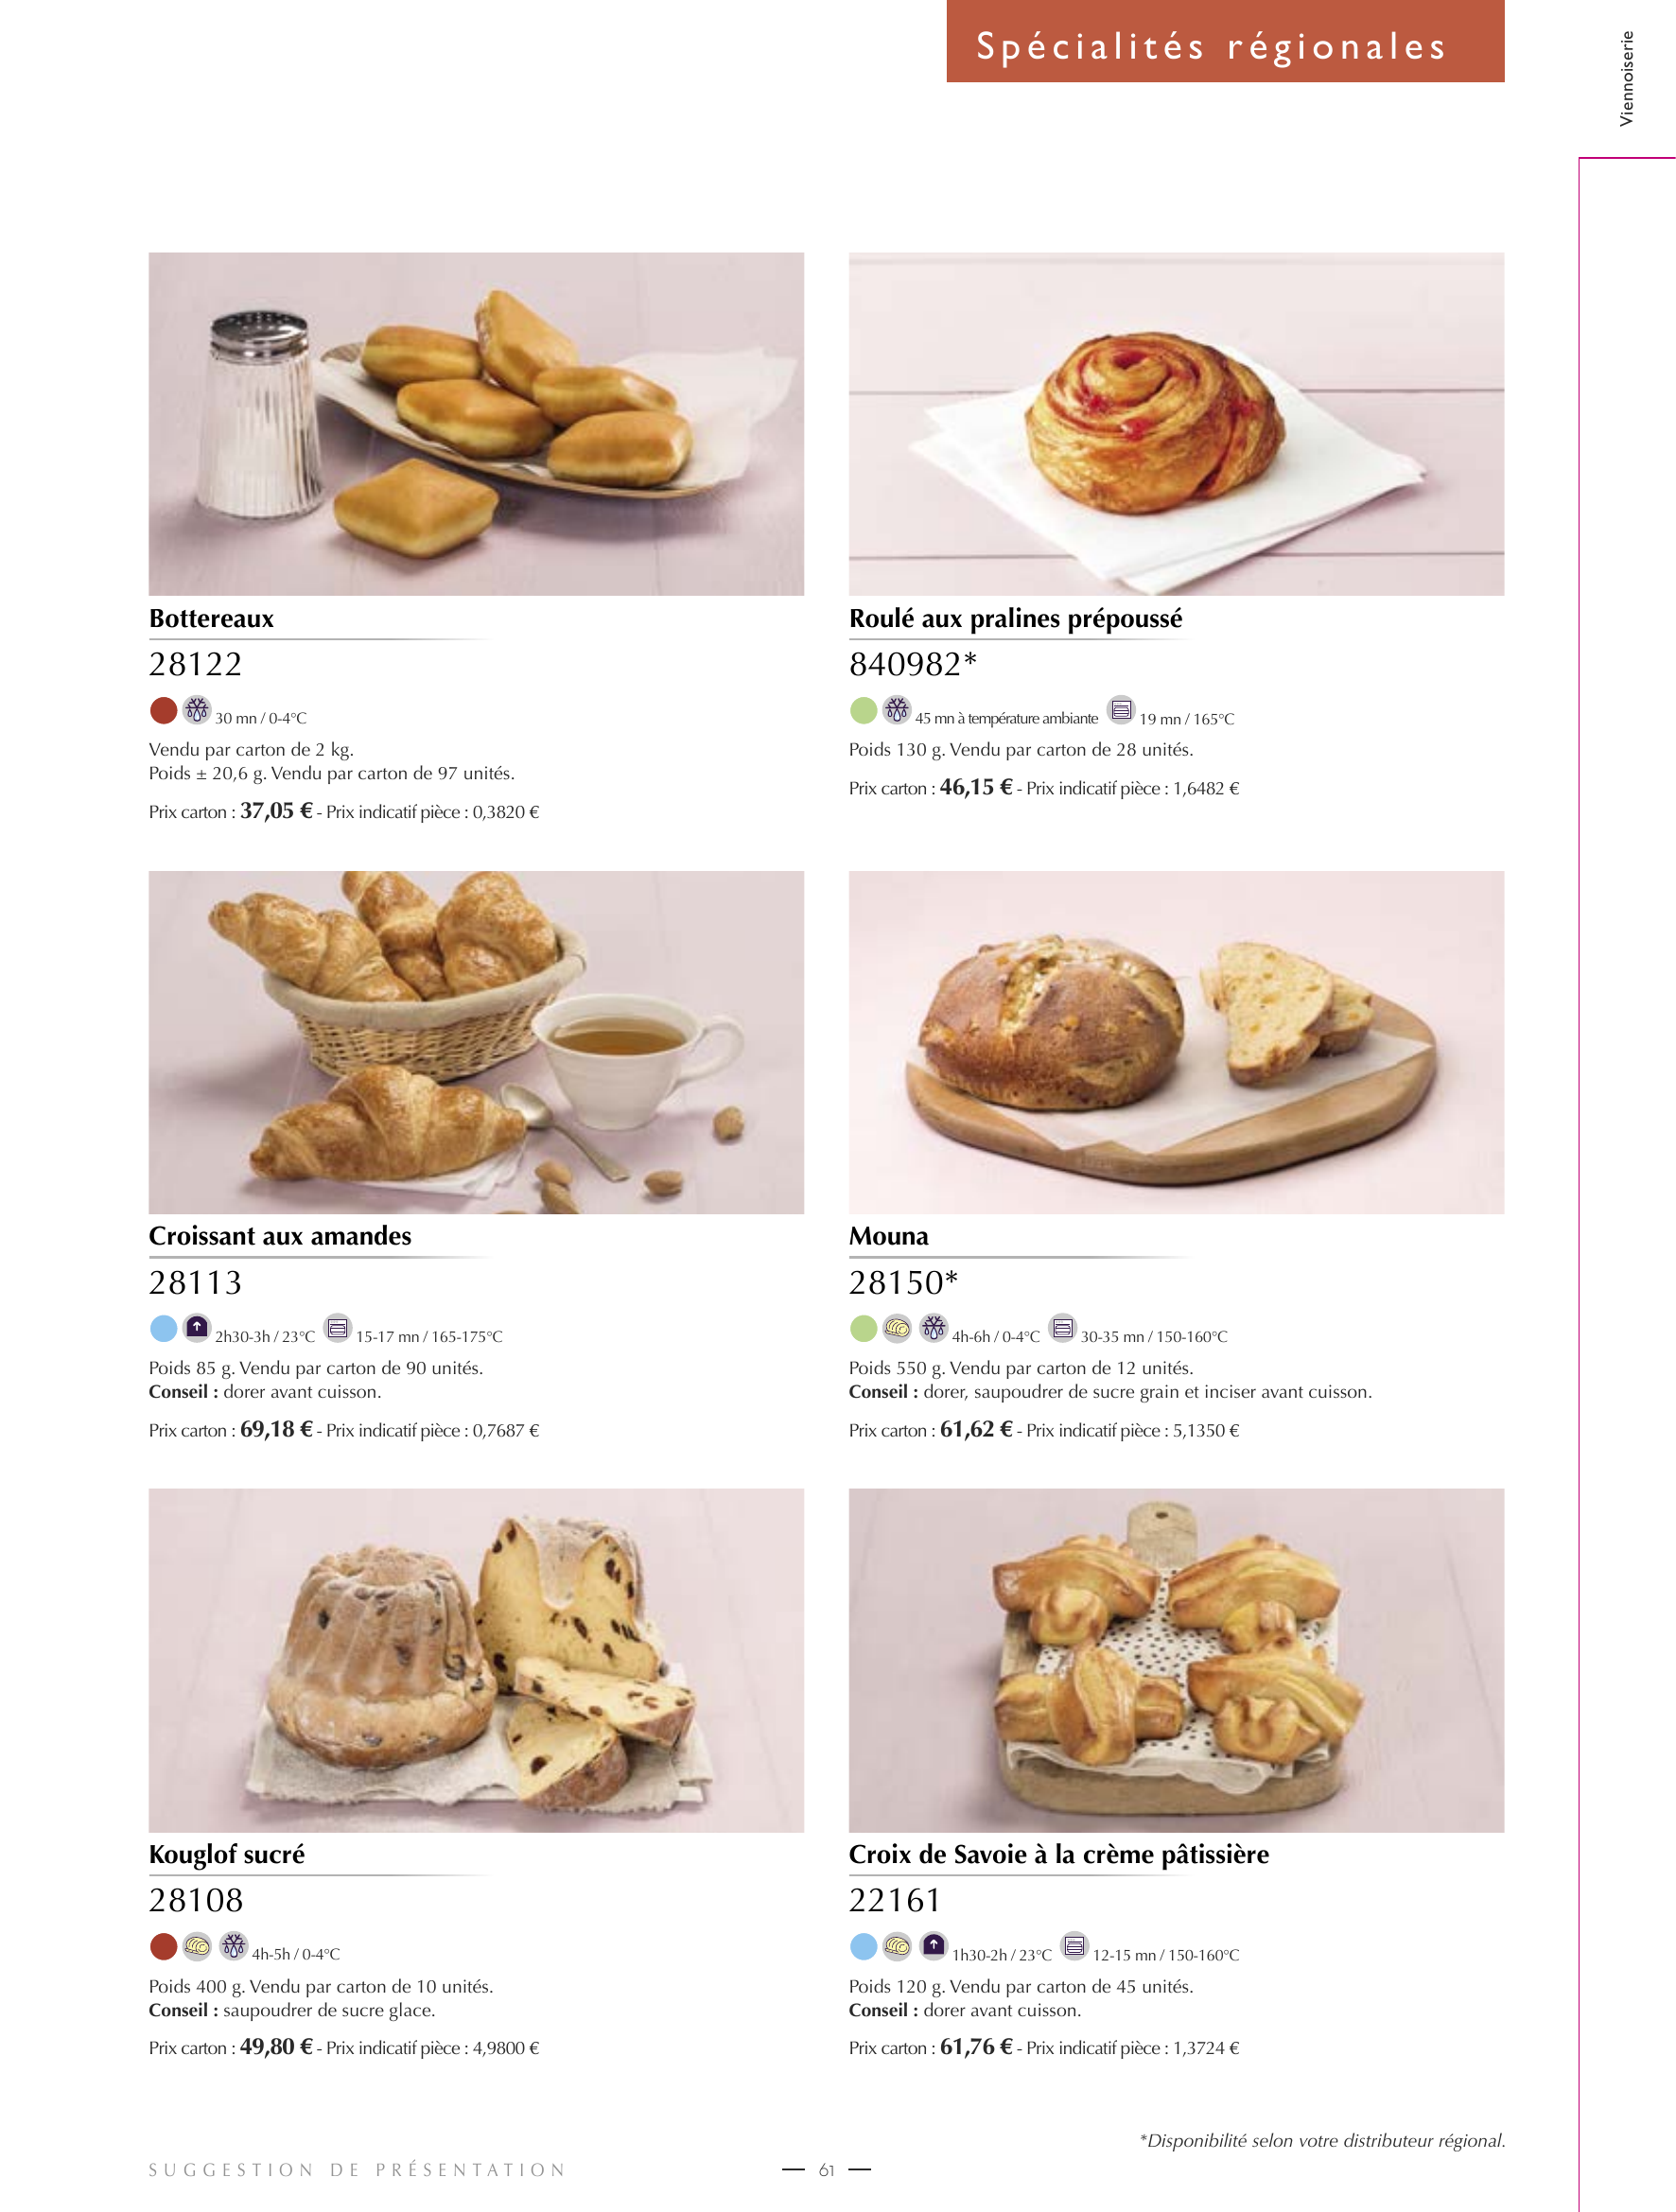 Spécialités régionales
Viennoiserie
Bottereaux
28122
30 mn / 0-4°C
Vendu par carton de 2 kg.
Poids ± 20,6 g. Vendu par carton de 97 unités.
Prix carton : 37,05 € - Prix indicatif pièce : 0,3820 €
Roulé aux pralines prépoussé
840982*
45 mn à température ambiante 19 mn / 165°C
Poids 130 g. Vendu par carton de 28 unités.
Prix carton : 46,15 € - Prix indicatif pièce : 1,6482 €
Croissant aux amandes
28113
2h30-3h / 23°C 15-17 mn / 165-175°C
Poids 85 g. Vendu par carton de 90 unités.
Conseil : dorer avant cuisson.
Prix carton : 69,18 € - Prix indicatif pièce : 0,7687 €
Mouna
28150*
4h-6h / 0-4°C 30-35 mn / 150-160°C
Poids 550 g. Vendu par carton de 12 unités.
Conseil : dorer, saupoudrer de sucre grain et inciser avant cuisson.
Prix carton : 61,62 € - Prix indicatif pièce : 5,1350 €
Kouglof sucré
28108
4h-5h / 0-4°C
Poids 400 g. Vendu par carton de 10 unités.
Conseil : saupoudrer de sucre glace.
Prix carton : 49,80 € - Prix indicatif pièce : 4,9800 €
Croix de Savoie à la crème pâtissière
22161
1h30-2h / 23°C 12-15 mn / 150-160°C
Poids 120 g. Vendu par carton de 45 unités.
Conseil : dorer avant cuisson.
Prix carton : 61,76 € - Prix indicatif pièce : 1,3724 €
*Disponibilité selon votre distributeur régional.
SUGGESTION DE PRÉSENTATION
— 61 —